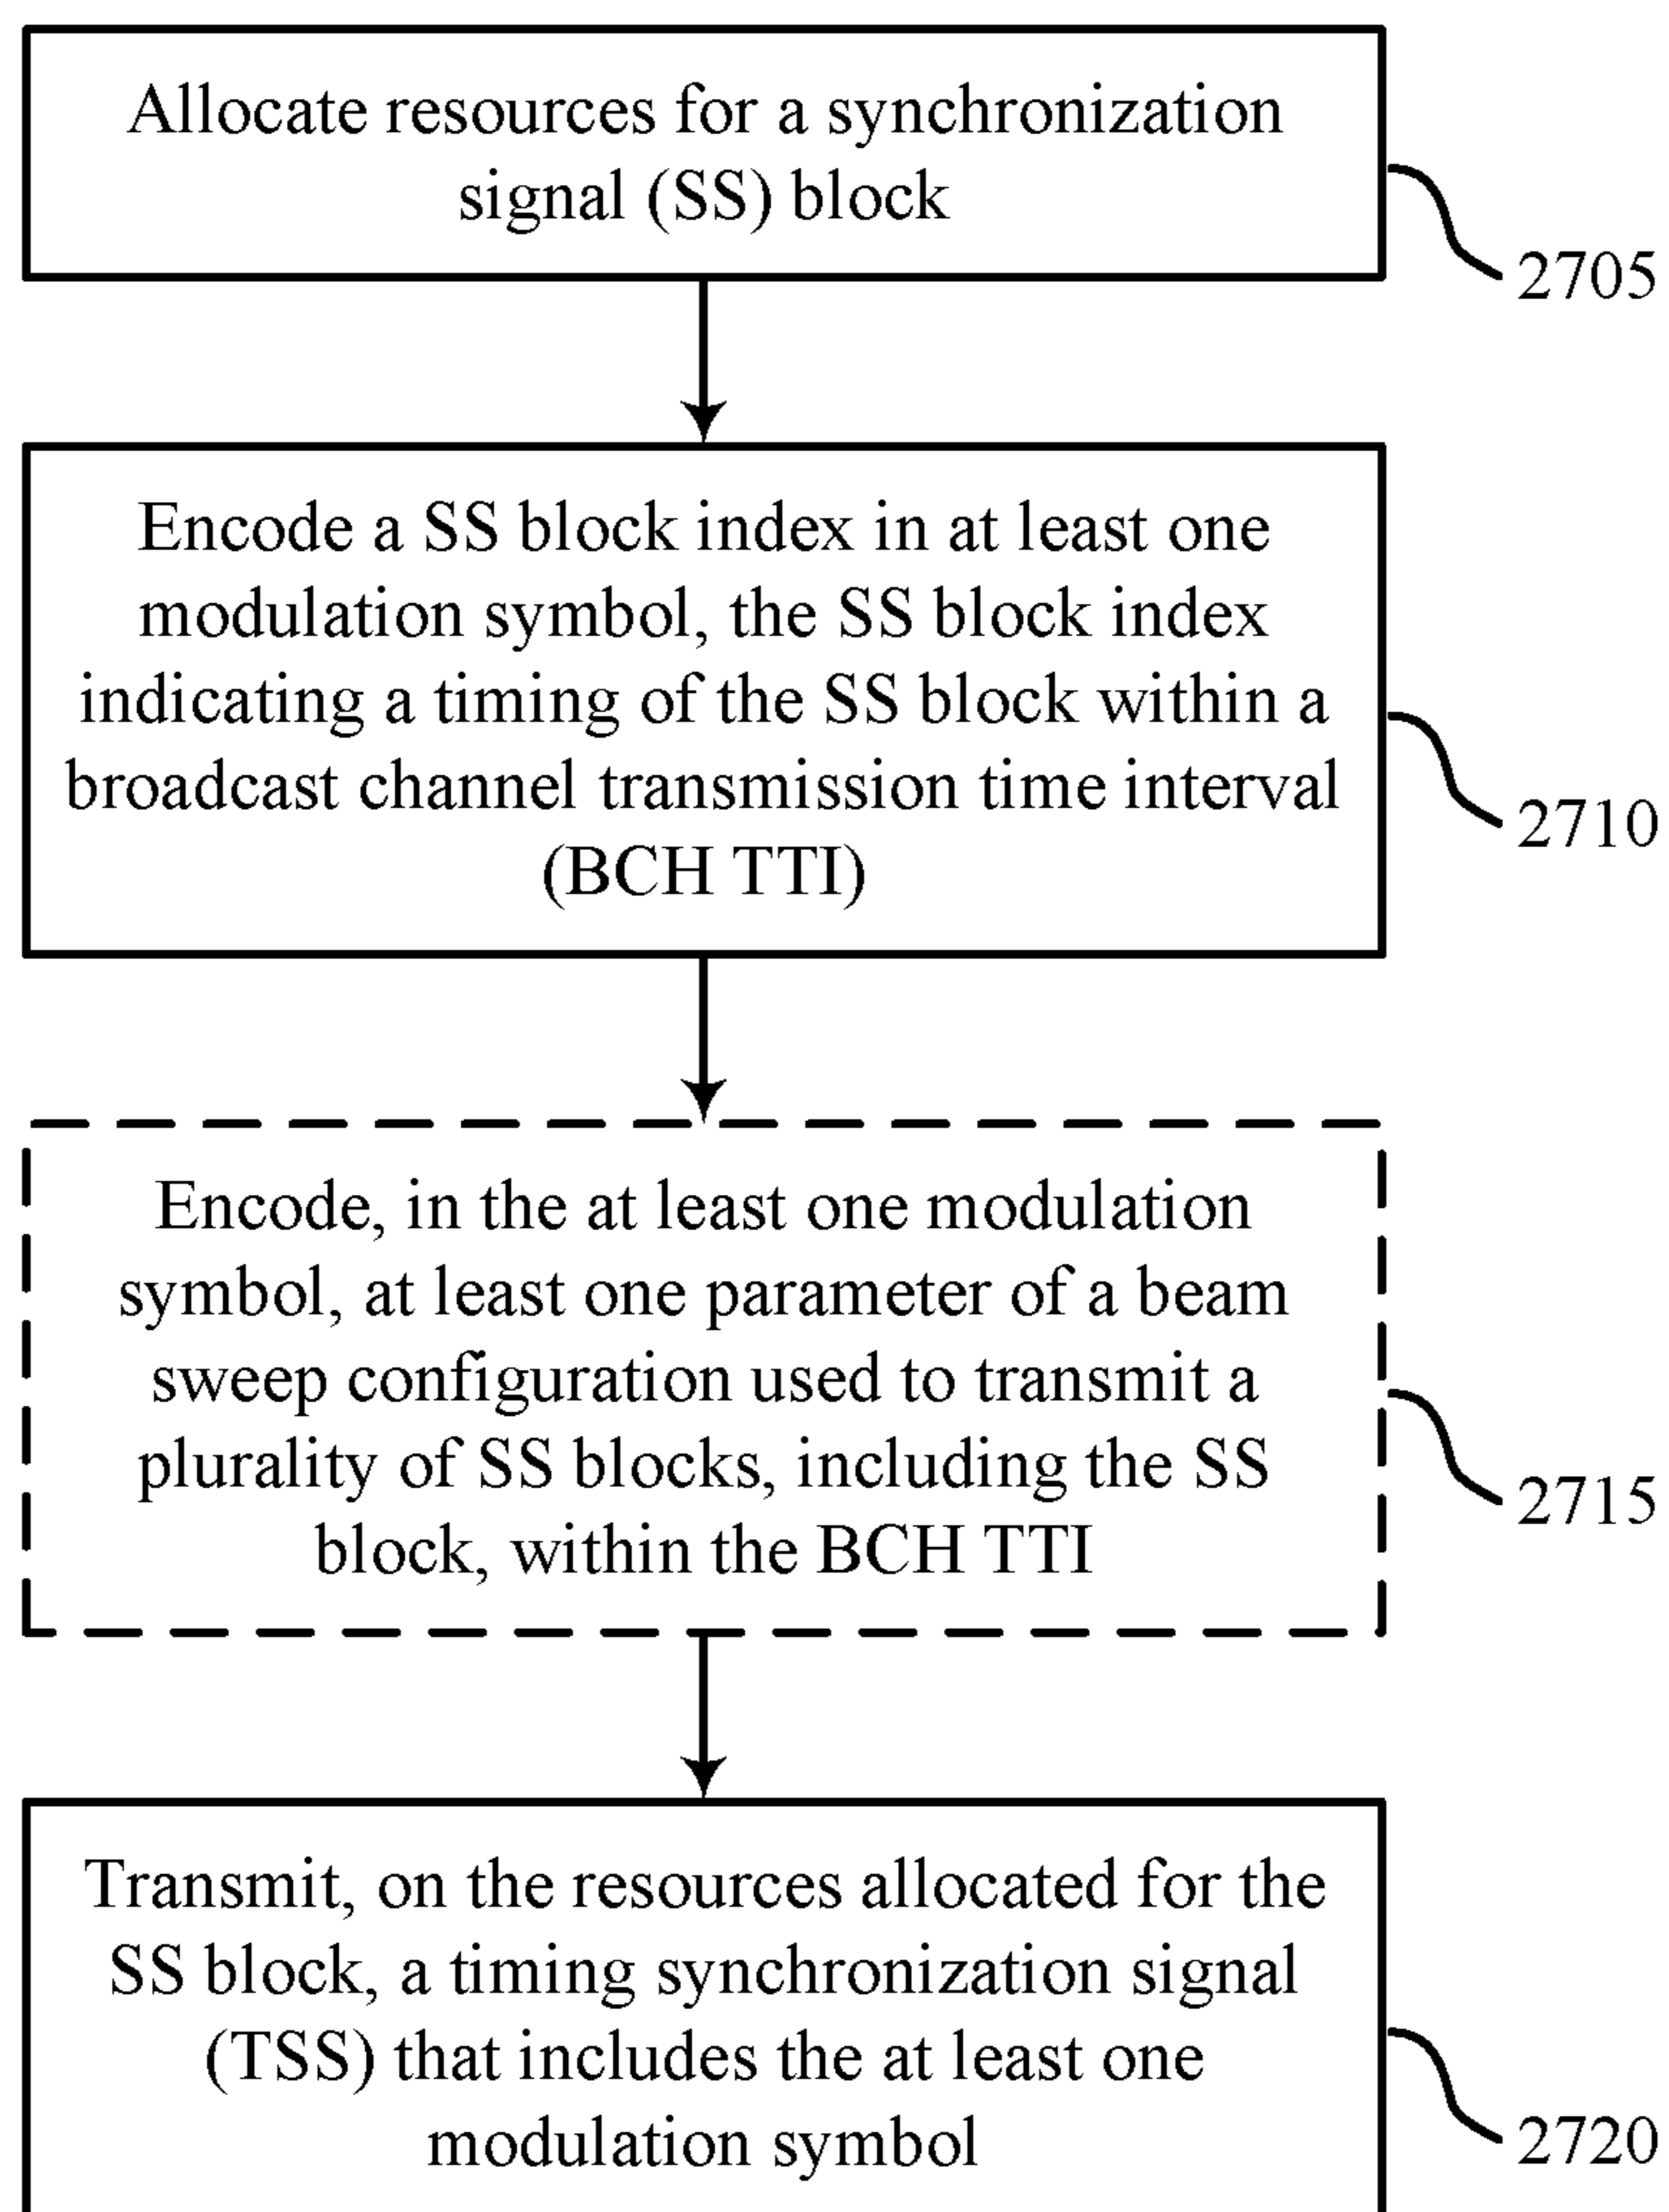 Allocate resources for a synchronization
signal (SS) block
2705
Encode a SS block index in at least one
modulation symbol, the SS block index
indicating a timing of the SS block within a
broadcast channel transmission time interval
(BCH TTI)
2710
Encode, in the at least one modulation
symbol, at least one parameter of a beam
sweep configuration used to transmit a
plurality of SS blocks, including the SS
block, within the BCH TTI
2715
Transmit, on the resources allocated for the
SS block, a timing synchronization signal
(TSS) that includes the at least one
modulation symbol
2720